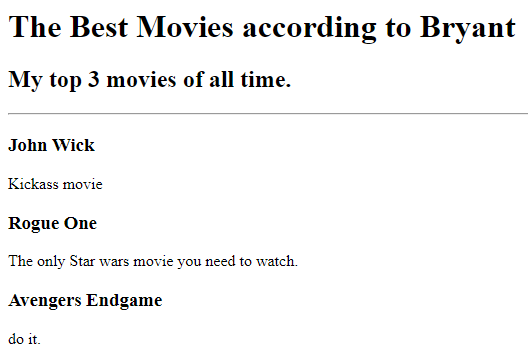 The Best Movies according to Bryant
My top 3 movies of all time.
John Wick
Kickass movie
Rogue One
The only Star wars movie you need to watch.
Avengers Endgame
do it.